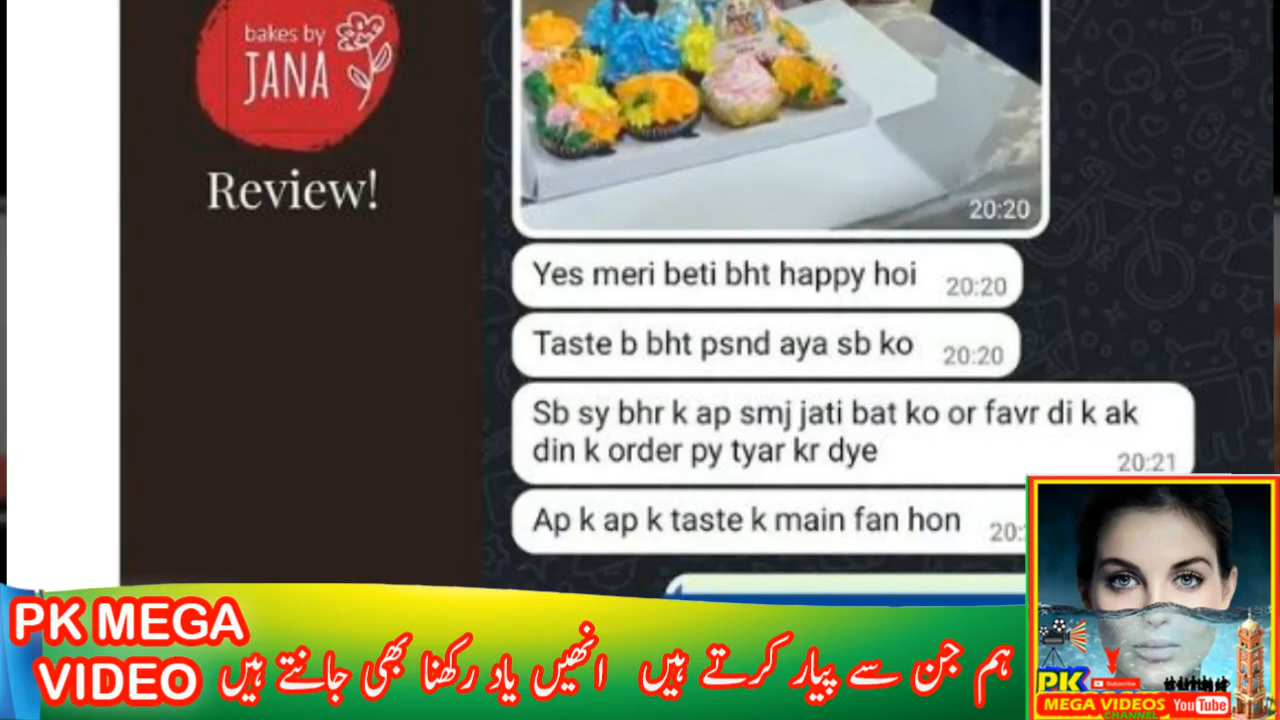 bakes by
JANA
Review!
20:20
Yes meri beti bht happy hoi
20:20
Taste b bht psnd aya sb ko
20:20
Sb sy bhr k ap smj jati bat ko or favr di k ak
din k order py tyar kr dye
20:21
Ap k ap k taste k main fan hon
20:
PK MEGA
VIDEO
ہم جن سے پیار کرتے ہیں انھیں یاد رکھنا بھی جانتے ہیں
PK
Subscribe
MEGA VIDEOS
CHANNEL
YouTube